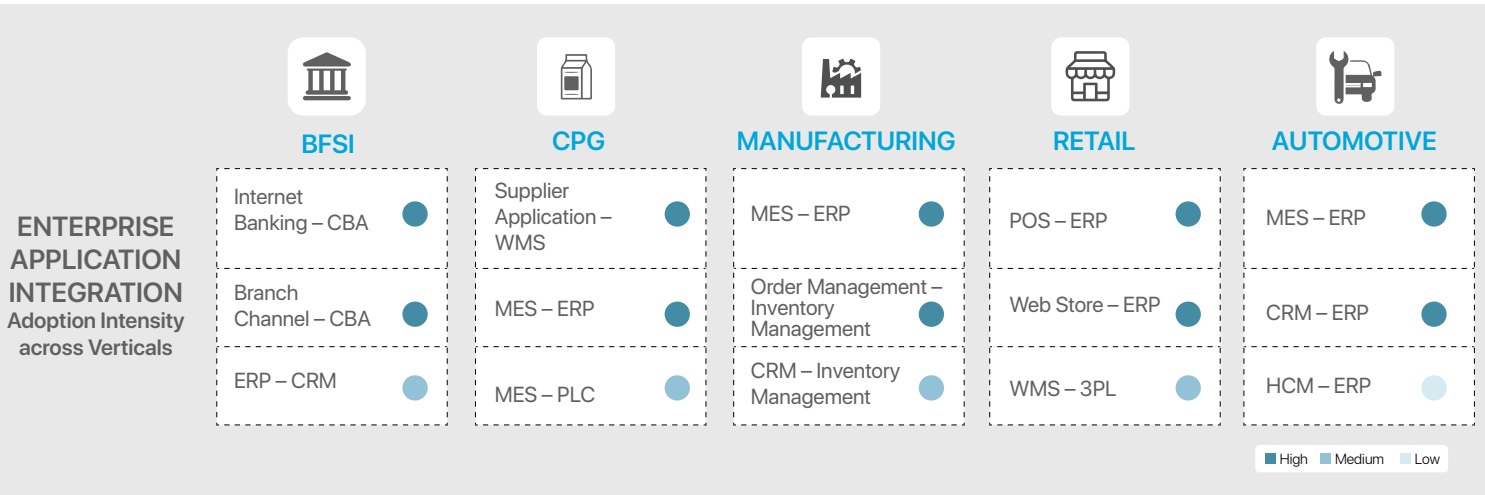 ENTERPRISE
APPLICATION
INTEGRATION
Adoption Intensity
across Verticals
BFSI
Internet
Banking – CBA
Branch
Channel – CBA
ERP – CRM
CPG
Supplier
Application –
WMS
MES – ERP
MES – PLC
MANUFACTURING
MES – ERP
Order Management –
Inventory
Management
CRM – Inventory
Management
RETAIL
POS – ERP
Web Store – ERP
WMS – 3PL
AUTOMOTIVE
MES – ERP
CRM – ERP
HCM – ERP
High Medium Low